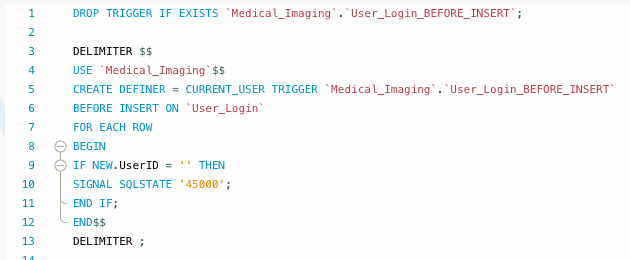 1 DROP TRIGGER IF EXISTS `Medical_Imaging`.`User_Login_BEFORE_INSERT`;
2
3 DELIMITER $$
4 USE `Medical_Imaging`$$
5 CREATE DEFINER = CURRENT_USER TRIGGER `Medical_Imaging`.`User_Login_BEFORE_INSERT`
6 BEFORE INSERT ON `User_Login`
7 FOR EACH ROW
8 BEGIN
9 IF NEW.UserID = '' THEN
10 SIGNAL SQLSTATE '45000';
11 END IF;
12 END$$
13 DELIMITER ;
14